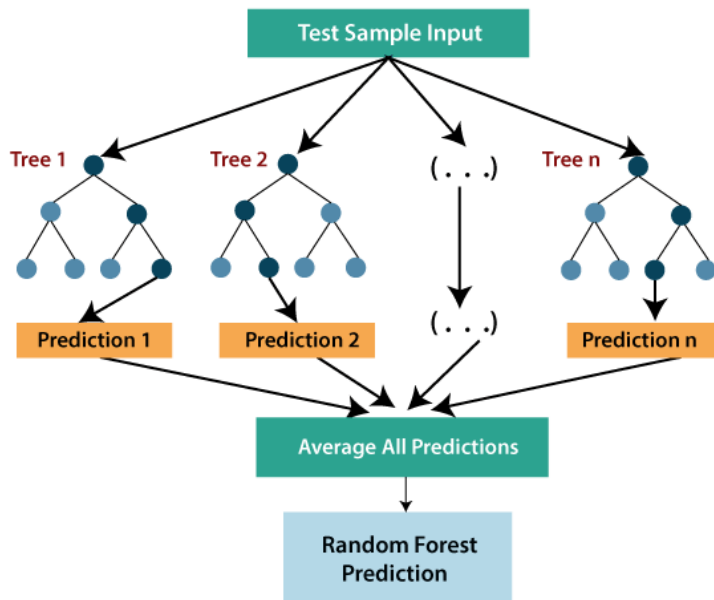 Test Sample Input
Tree 1
Tree 2
(. . .)
Tree n
Prediction 1
Prediction 2
(. . .)
Prediction n
Average All Predictions
Random Forest
Prediction